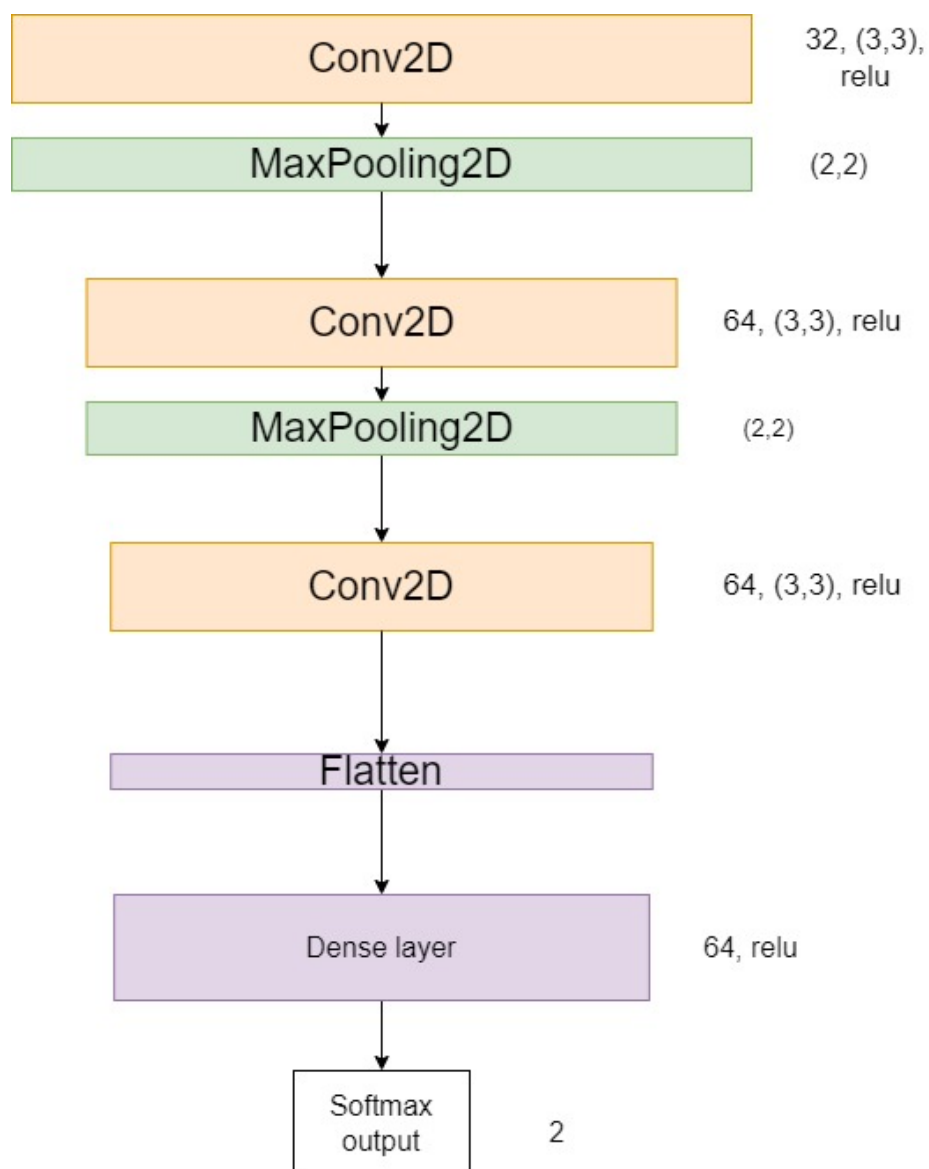 Conv2D
32, (3,3),
relu
MaxPooling2D
(2,2)
Conv2D
64, (3,3), relu
MaxPooling2D
(2,2)
Conv2D
64, (3,3), relu
Flatten
Dense layer
64, relu
Softmax
output
2